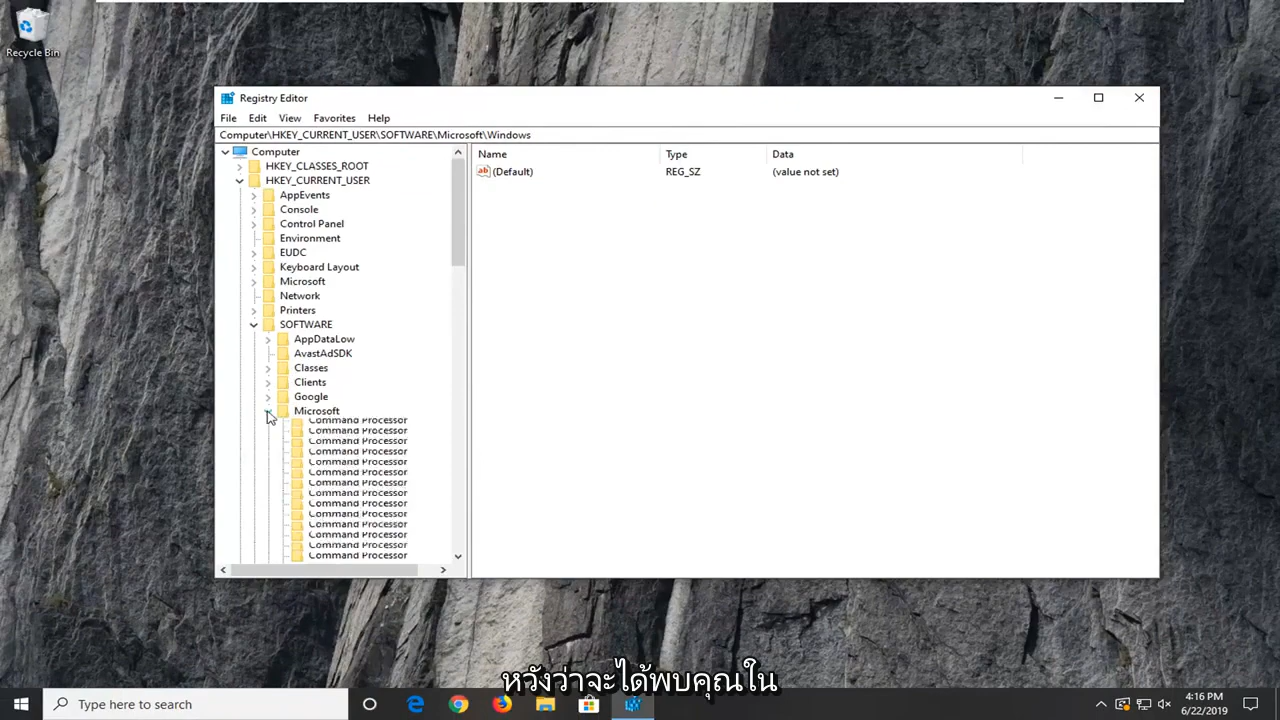 Recycle Bin
Registry Editor
File Edit View Favorites Help
Computer\HKEY_CURRENT_USER\SOFTWARE\Microsoft\Windows
Computer
HKEY_CLASSES_ROOT
HKEY_CURRENT_USER
AppEvents
Console
Control Panel
Environment
EUDC
Keyboard Layout
Microsoft
Network
Printers
SOFTWARE
AppDataLow
AvastAdSDK
Classes
Clients
Google
Microsoft
Command Processor
Command Processor
Command Processor
Command Processor
Command Processor
Command Processor
Command Processor
Command Processor
Command Processor
Command Processor
Command Processor
Command Processor
Command Processor
Command Processor
Name Type Data
ab (Default) REG_SZ (value not set)
หวังว่าจะได้พบคุณใน
Type here to search
4:16 PM
6/22/2019